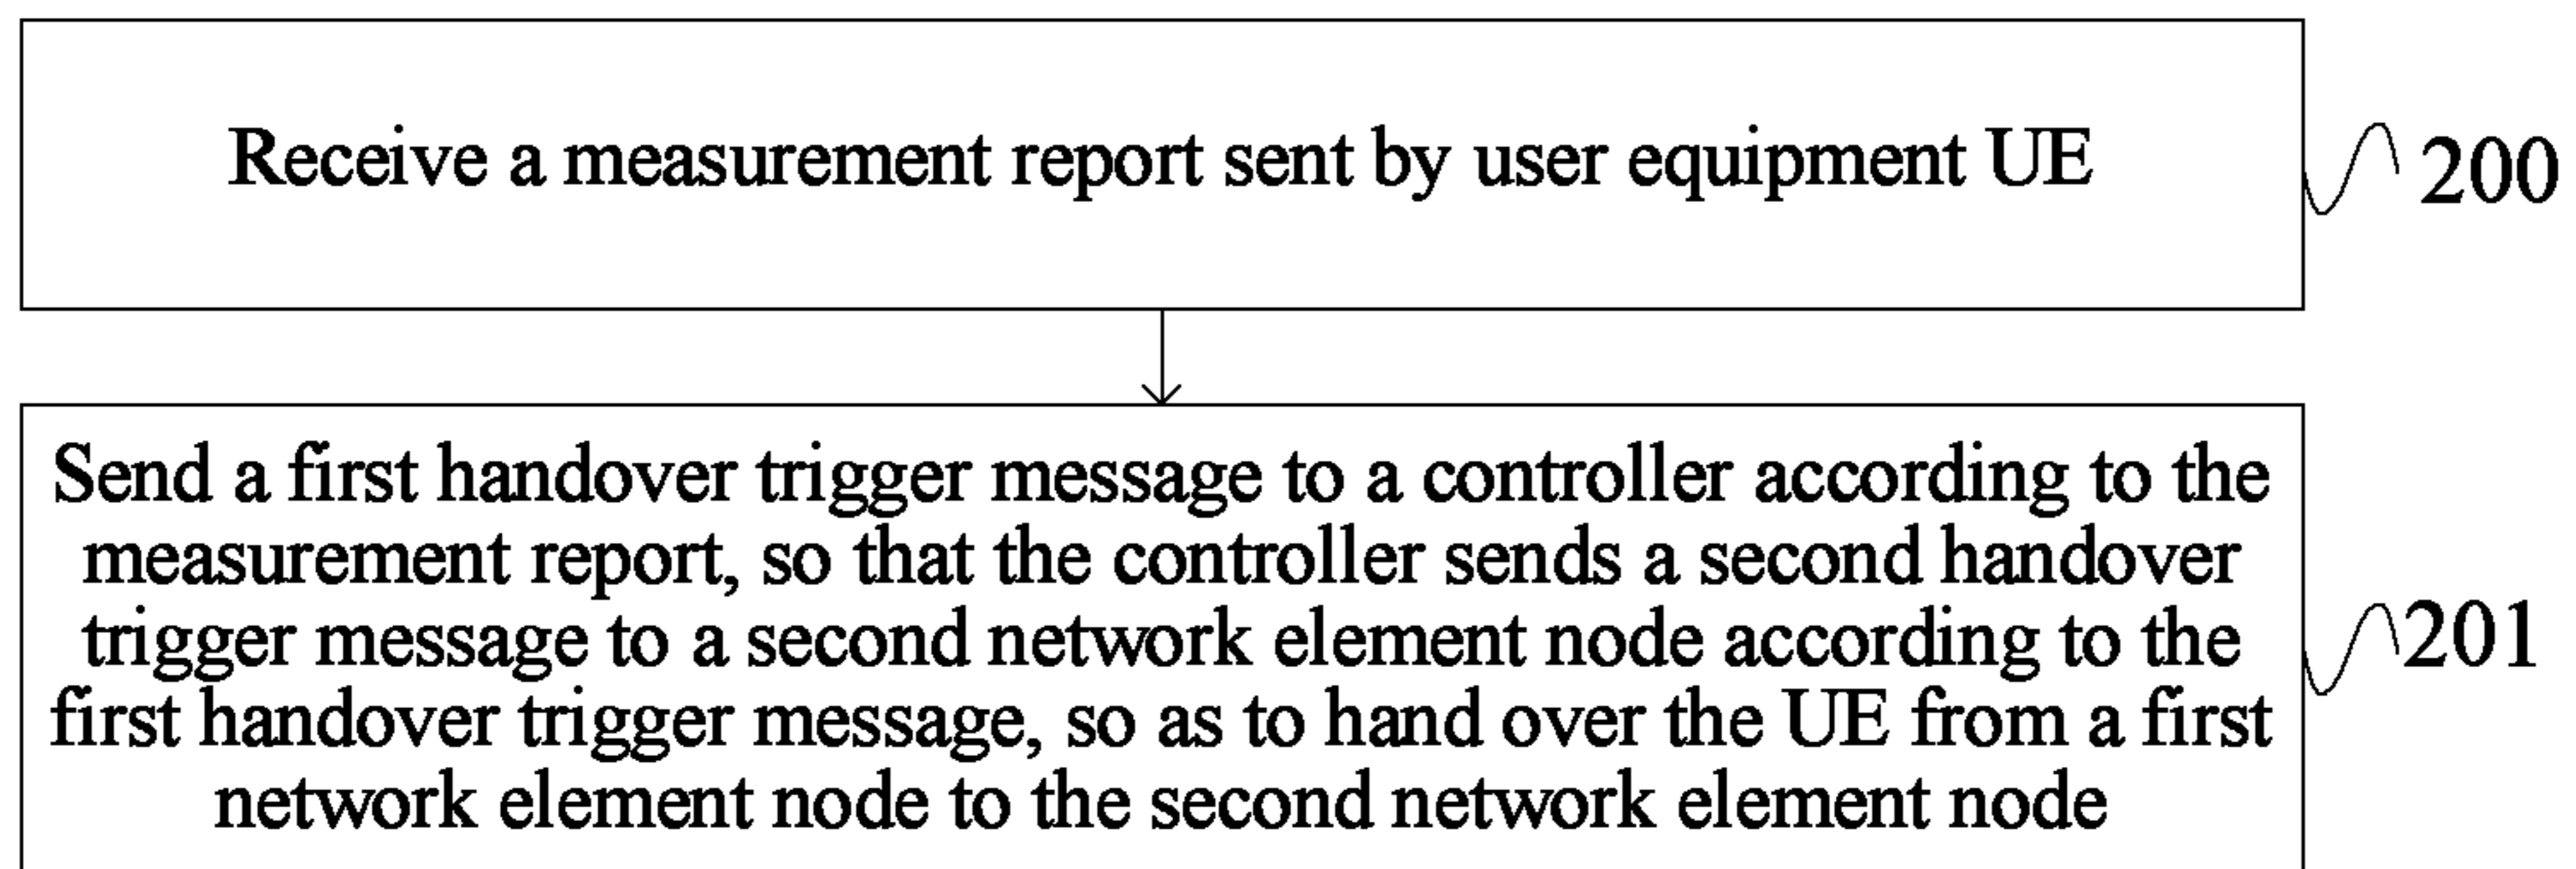 Receive a measurement report sent by user equipment UE
200
Send a first handover trigger message to a controller according to the
measurement report, so that the controller sends a second handover
trigger message to a second network element node according to the
first handover trigger message, so as to hand over the UE from a first
network element node to the second network element node
201